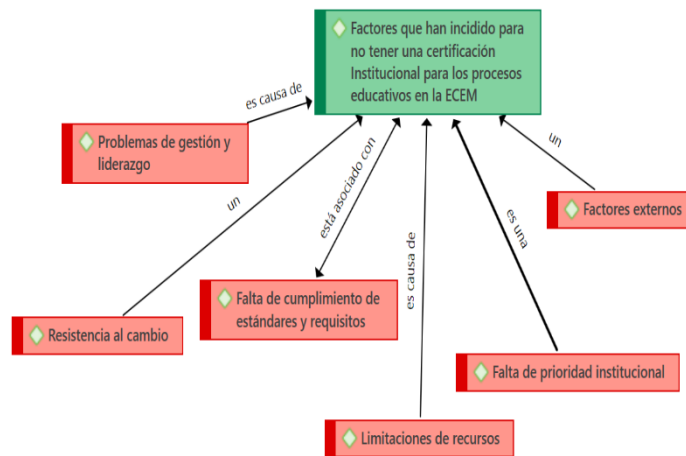 Factores que han incidido para
no tener una certificación
Institucional para los procesos
educativos en la ECEM
es causa de
Problemas de gestión y
liderazgo
un
Factores externos
está asociado con
un
es una
es causa de
Falta de cumplimiento de
estándares y requisitos
Resistencia al cambio
Falta de prioridad institucional
Limitaciones de recursos